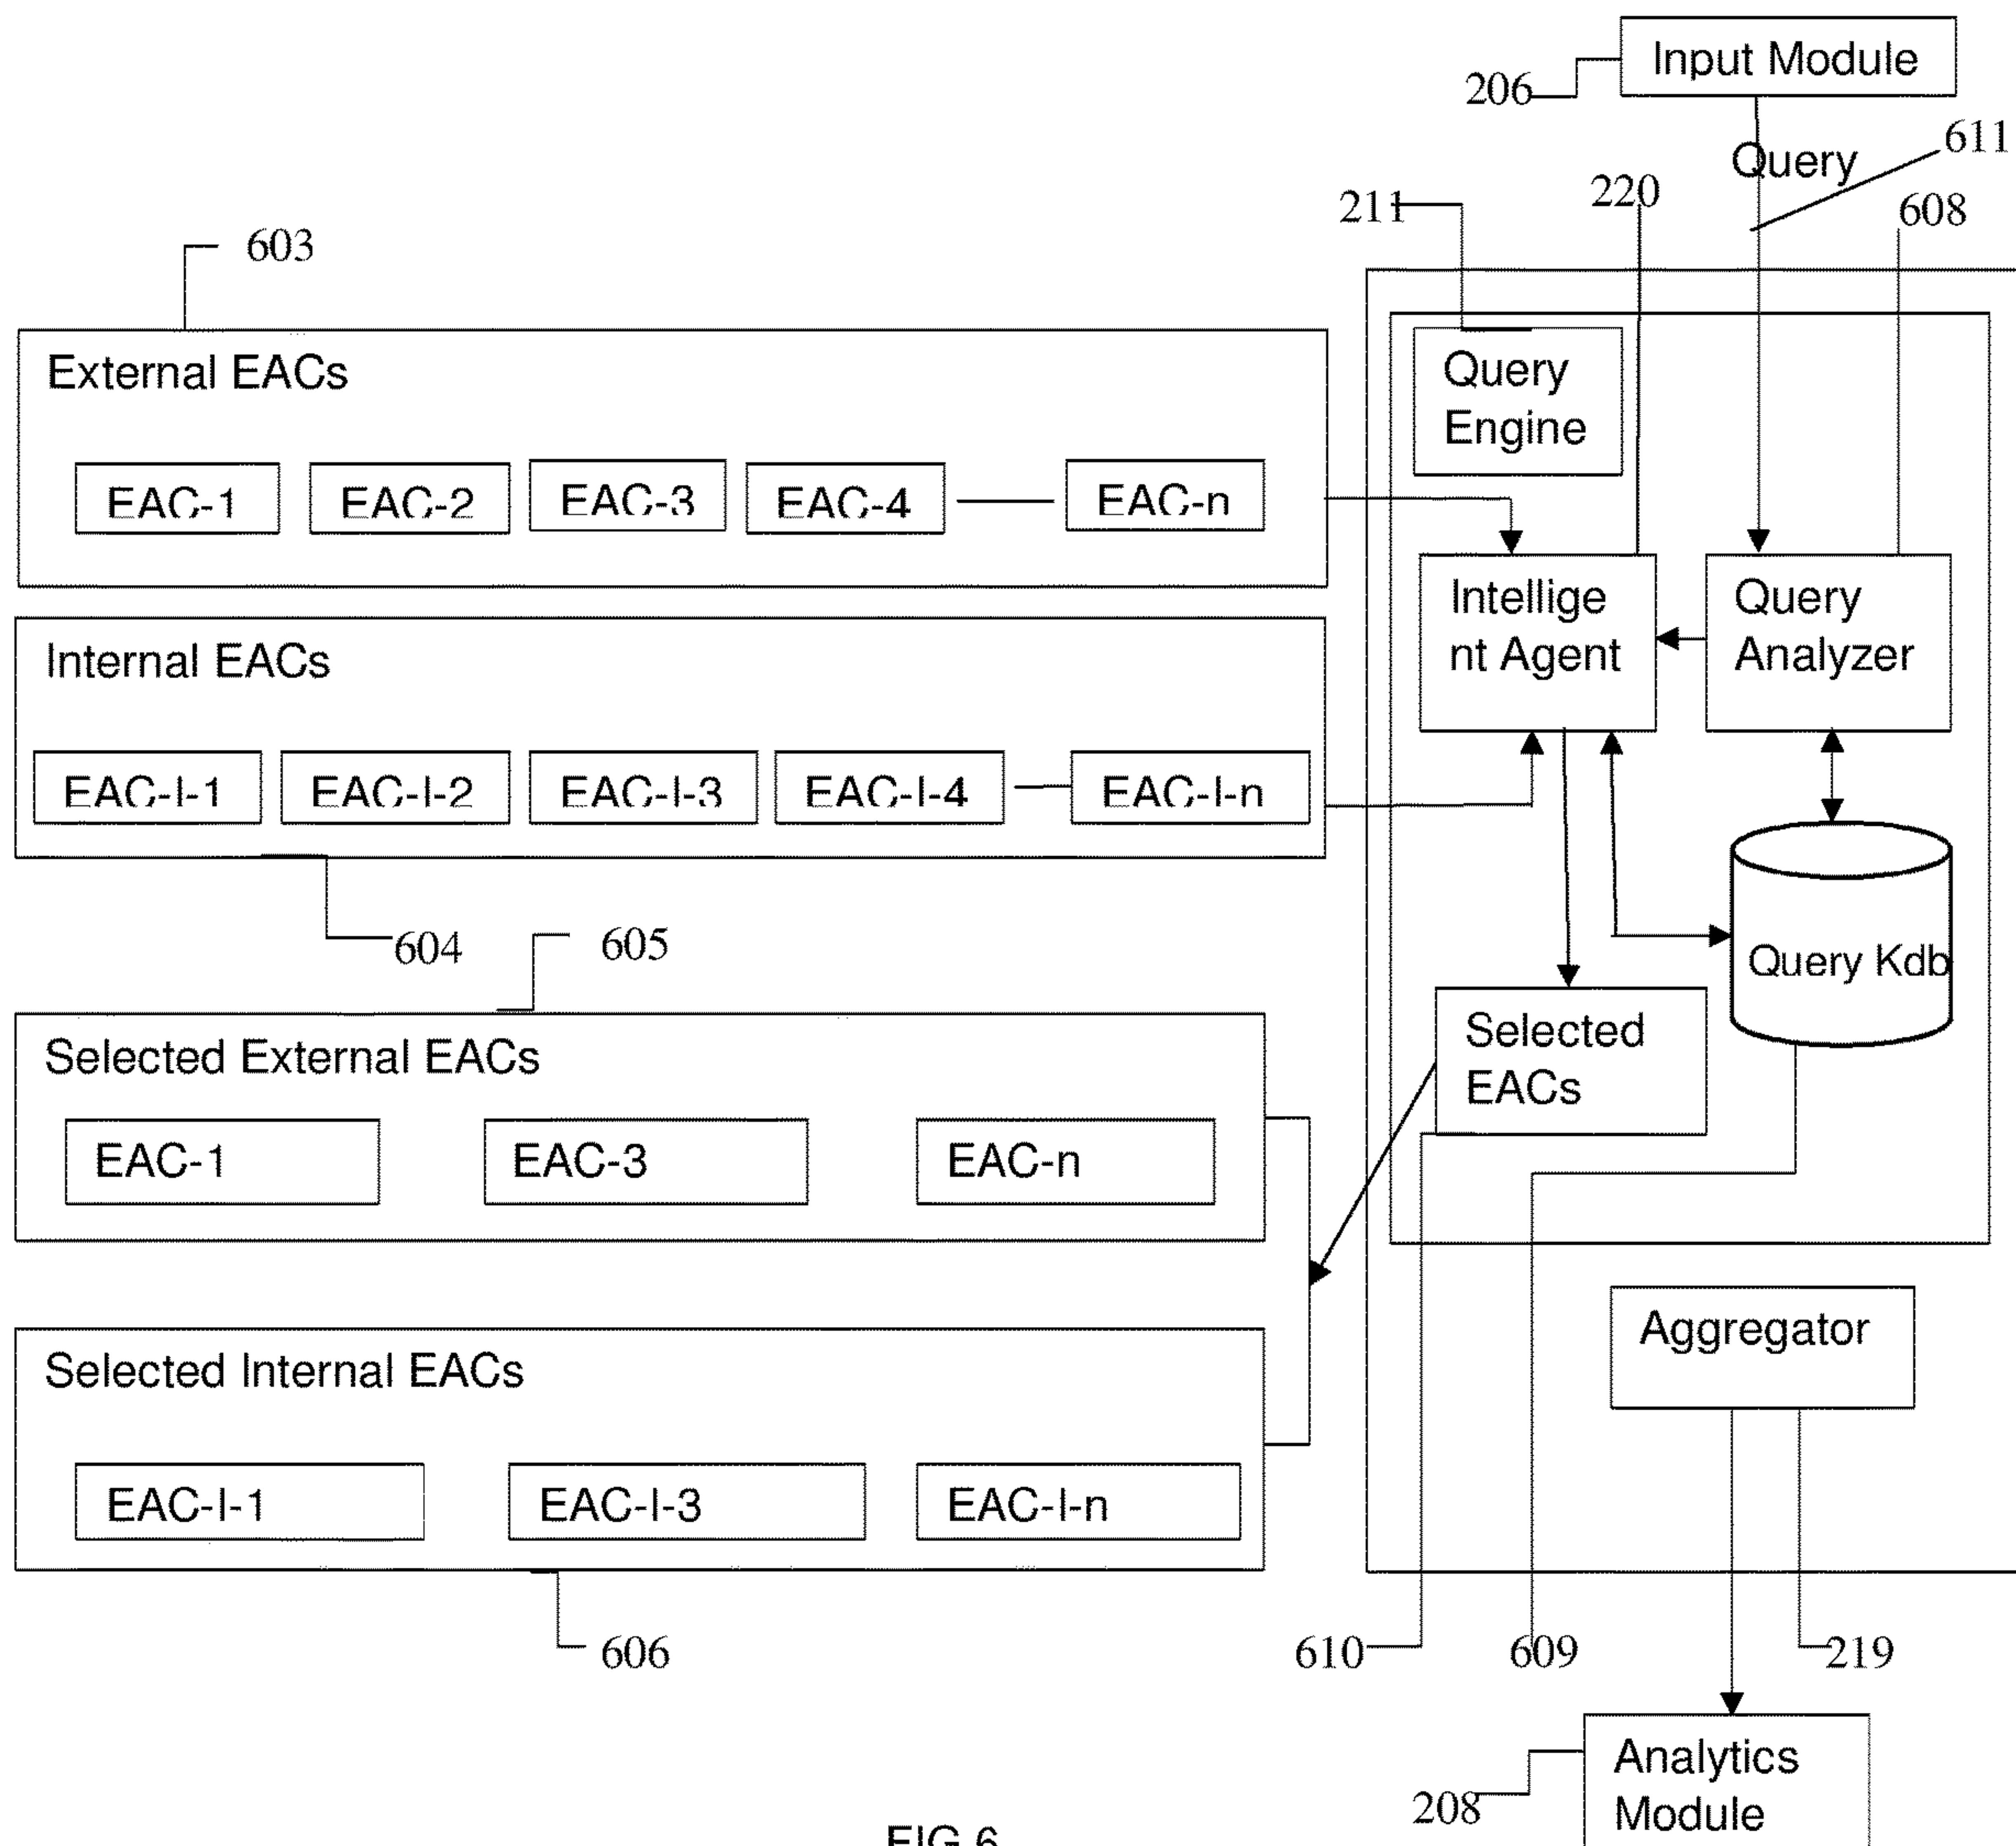 Input Module
206
Query
611
211
220
608
603
External EACs
EAC-1
EAC-2
EAC-3
EAC-4
EAC-n
Query
Engine
Internal EACs
EAC-I-1
EAC-I-2
EAC-I-3
EAC-I-4
EAC-I-n
Intellige
nt Agent
Query
Analyzer
604
605
Query Kdb
Selected External EACs
EAC-1
EAC-3
EAC-n
Selected
EACs
Selected Internal EACs
EAC-I-1
EAC-I-3
EAC-I-n
Aggregator
606
610
609
219
208
Analytics
Module
FIG 6